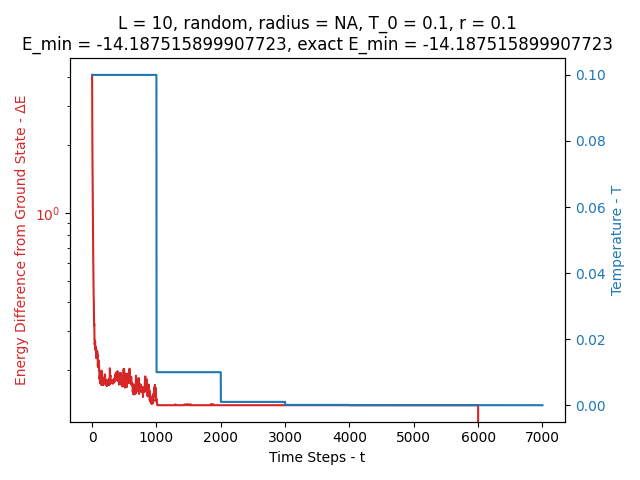 L = 10, random, radius = NA, T_0 = 0.1, r = 0.1
E_min = -14.187515899907723, exact E_min = -14.187515899907723
Energy Difference from Ground State - ΔE
10^0
0.10
0.08
0.06
0.04
0.02
0.00
Temperature - T
0 1000 2000 3000 4000 5000 6000 7000
Time Steps - t